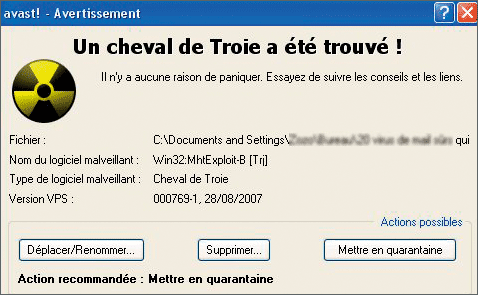 avast! - Avertissement
Un cheval de Troie a été trouvé !
Il n'y a aucune raison de paniquer. Essayez de suivre les conseils et les liens.
Fichier : C:\Documents and Settings\ qui
Nom du logiciel malveillant : Win32:MhtExploit-B [Trj]
Type de logiciel malveillant : Cheval de Troie
Version VPS : 000769-1, 28/08/2007
Actions possibles
Déplacer/Renommer... Supprimer... Mettre en quarantaine
Action recommandée : Mettre en quarantaine